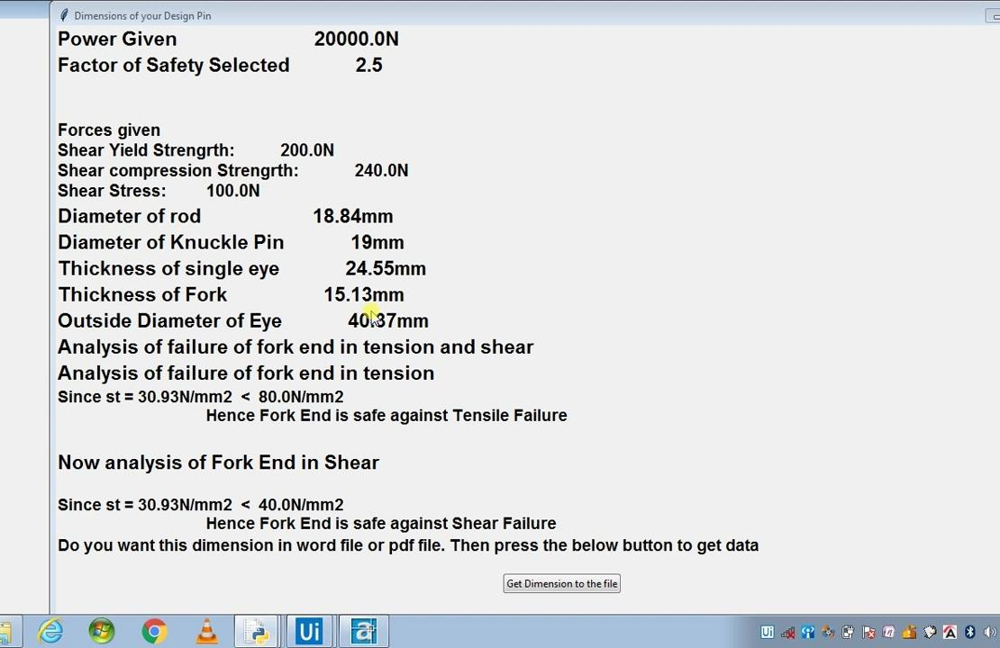 Dimensions of your Design Pin
Power Given 20000.0N
Factor of Safety Selected 2.5
Forces given
Shear Yield Strengrth: 200.0N
Shear compression Strengrth: 240.0N
Shear Stress: 100.0N
Diameter of rod 18.84mm
Diameter of Knuckle Pin 19mm
Thickness of single eye 24.55mm
Thickness of Fork 15.13mm
Outside Diameter of Eye 40.37mm
Analysis of failure of fork end in tension and shear
Analysis of failure of fork end in tension
Since st = 30.93N/mm2 < 80.0N/mm2
Hence Fork End is safe against Tensile Failure
Now analysis of Fork End in Shear
Since st = 30.93N/mm2 < 40.0N/mm2
Hence Fork End is safe against Shear Failure
Do you want this dimension in word file or pdf file. Then press the below button to get data
Get Dimension to the file
Ui
a
Ui